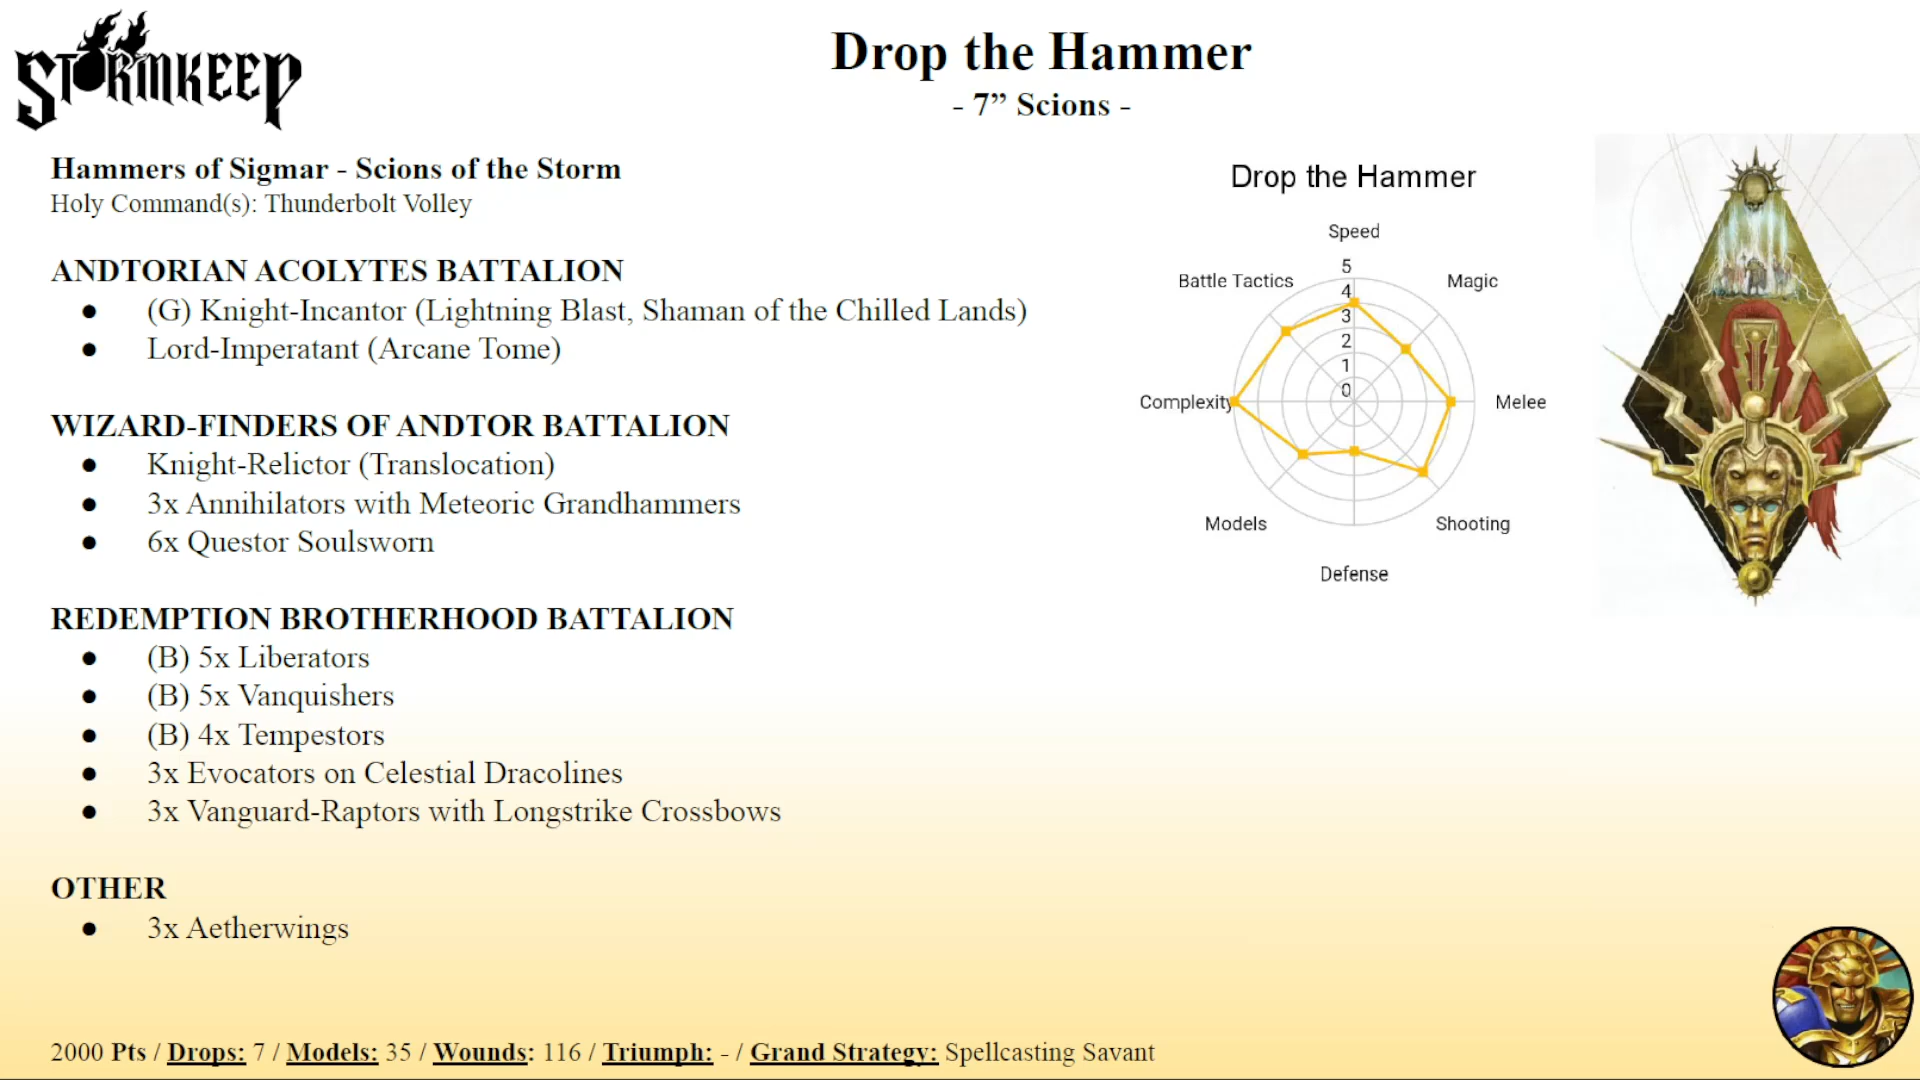 STORMKEEP
Drop the Hammer
- 7” Scions -
Hammers of Sigmar - Scions of the Storm
Holy Command(s): Thunderbolt Volley
ANDTORIAN ACOLYTES BATTALION
● (G) Knight-Incantor (Lightning Blast, Shaman of the Chilled Lands)
● Lord-Imperatant (Arcane Tome)
WIZARD-FINDERS OF ANDTOR BATTALION
● Knight-Relictor (Translocation)
● 3x Annihilators with Meteoric Grandhammers
● 6x Questor Soulsworn
REDEMPTION BROTHERHOOD BATTALION
● (B) 5x Liberators
● (B) 5x Vanquishers
● (B) 4x Tempestors
● 3x Evocators on Celestial Dracolines
● 3x Vanguard-Raptors with Longstrike Crossbows
OTHER
● 3x Aetherwings
2000 Pts / Drops: 7 / Models: 35 / Wounds: 116 / Triumph: - / Grand Strategy: Spellcasting Savant
Drop the Hammer
Speed
Battle Tactics
Magic
5
4
3
2
1
0
Complexity
Melee
Models
Shooting
Defense